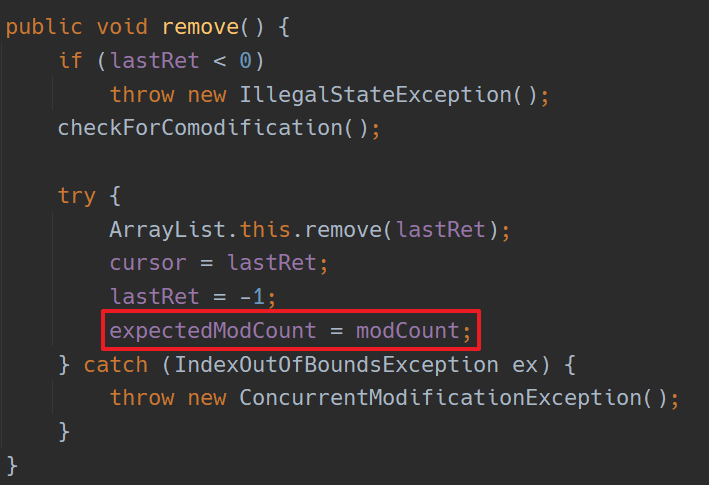 public void remove() {
    if (lastRet < 0)
        throw new IllegalStateException();
    checkForComodification();

    try {
        ArrayList.this.remove(lastRet);
        cursor = lastRet;
        lastRet = -1;
        expectedModCount = modCount;
    } catch (IndexOutOfBoundsException ex) {
        throw new ConcurrentModificationException();
    }
}